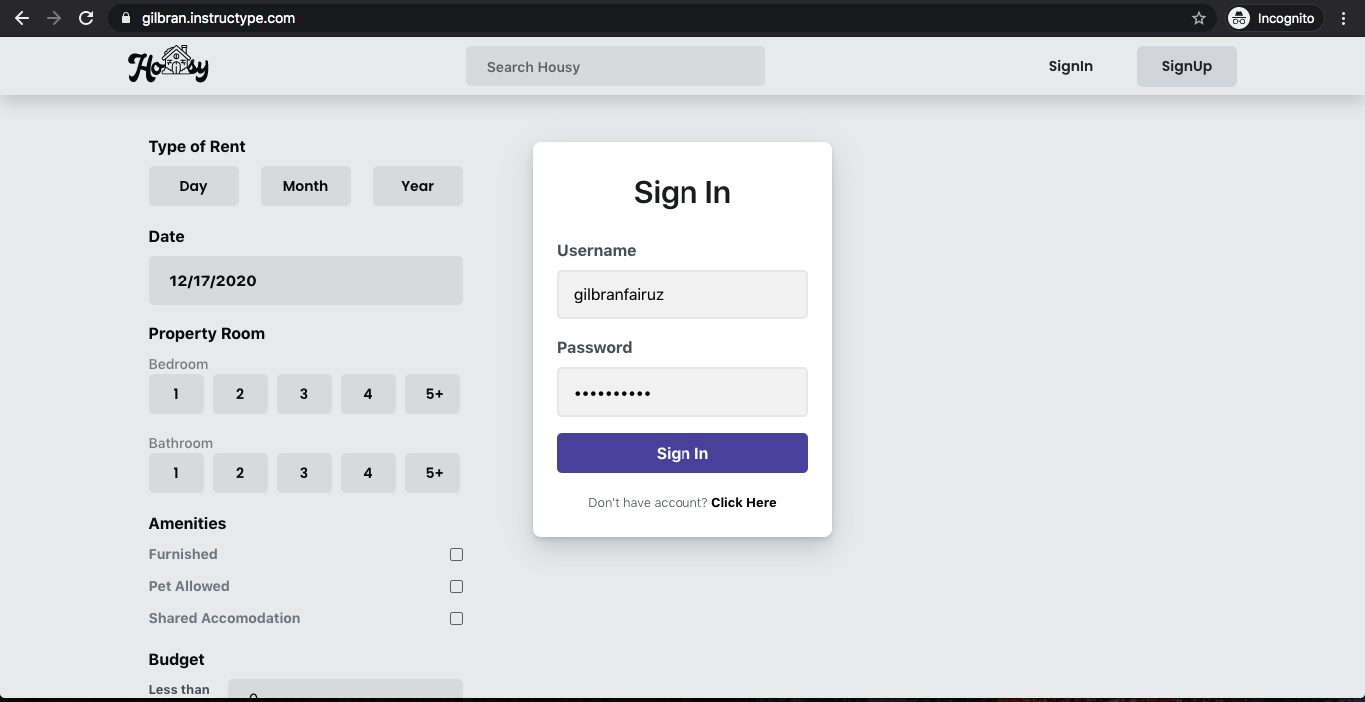 gilbran.instructype.com
Incognito
Housy
Search Housy
SignIn
SignUp
Type of Rent
Day Month Year
Date
12/17/2020
Property Room
Bedroom
1 2 3 4 5+
Bathroom
1 2 3 4 5+
Amenities
Furnished
Pet Allowed
Shared Accomodation
Budget
Less than
Sign In
Username
gilbranfairuz
Password
••••••••••
Sign In
Don't have account? Click Here